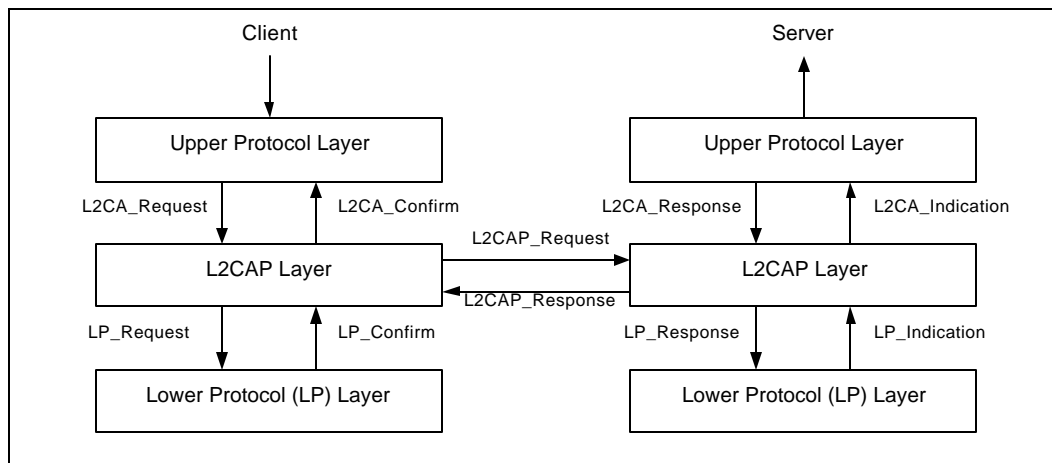 Client
Server
Upper Protocol Layer
Upper Protocol Layer
L2CA_Request
L2CA_Confirm
L2CA_Response
L2CA_Indication
L2CAP_Request
L2CAP Layer
L2CAP Layer
L2CAP_Response
LP_Request
LP_Confirm
LP_Response
LP_Indication
Lower Protocol (LP) Layer
Lower Protocol (LP) Layer